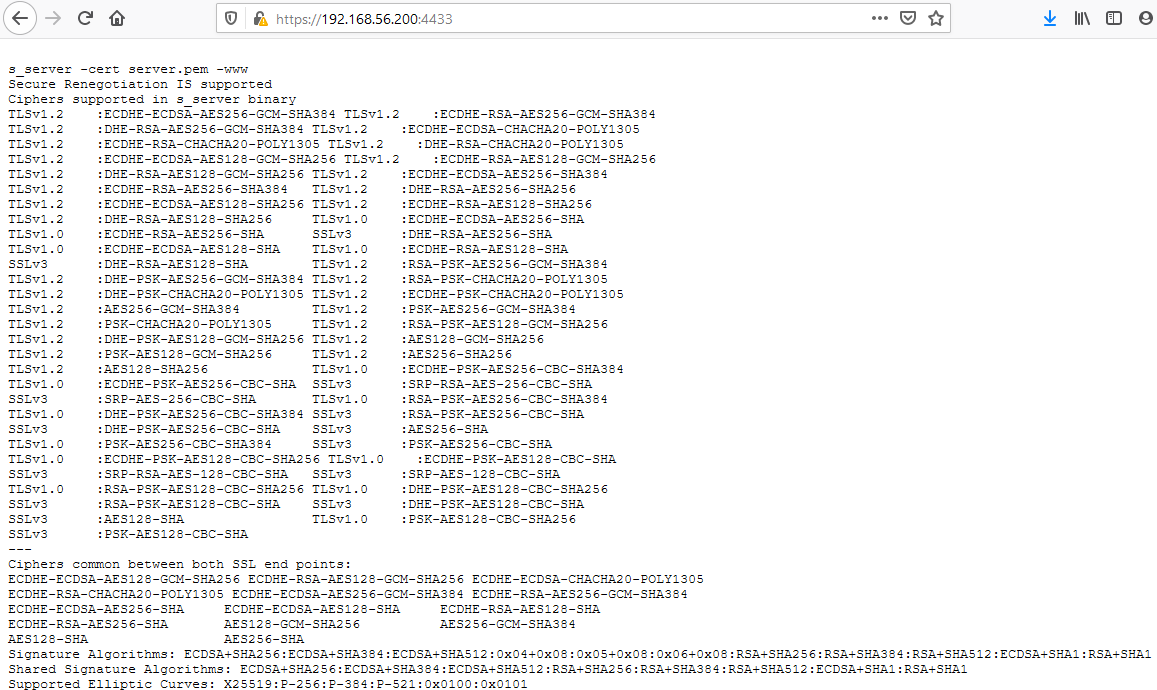 https://192.168.56.200:4433
s_server -cert server.pem -www
Secure Renegotiation IS supported
Ciphers supported in s_server binary
TLSv1.2    :ECDHE-ECDSA-AES256-GCM-SHA384 TLSv1.2    :ECDHE-RSA-AES256-GCM-SHA384
TLSv1.2    :DHE-RSA-AES256-GCM-SHA384 TLSv1.2    :ECDHE-ECDSA-CHACHA20-POLY1305
TLSv1.2    :ECDHE-RSA-CHACHA20-POLY1305 TLSv1.2    :DHE-RSA-CHACHA20-POLY1305
TLSv1.2    :ECDHE-ECDSA-AES128-GCM-SHA256 TLSv1.2    :ECDHE-RSA-AES128-GCM-SHA256
TLSv1.2    :DHE-RSA-AES128-GCM-SHA256 TLSv1.2    :ECDHE-ECDSA-AES256-SHA384
TLSv1.2    :ECDHE-RSA-AES256-SHA384   TLSv1.2    :DHE-RSA-AES256-SHA256
TLSv1.2    :ECDHE-ECDSA-AES128-SHA256 TLSv1.2    :ECDHE-RSA-AES128-SHA256
TLSv1.2    :DHE-RSA-AES128-SHA256     TLSv1.0    :ECDHE-ECDSA-AES256-SHA
TLSv1.0    :ECDHE-RSA-AES256-SHA      SSLv3      :DHE-RSA-AES256-SHA
TLSv1.0    :ECDHE-ECDSA-AES128-SHA    TLSv1.0    :ECDHE-RSA-AES128-SHA
SSLv3      :DHE-RSA-AES128-SHA        TLSv1.2    :RSA-PSK-AES256-GCM-SHA384
TLSv1.2    :DHE-PSK-AES256-GCM-SHA384 TLSv1.2    :RSA-PSK-CHACHA20-POLY1305
TLSv1.2    :DHE-PSK-CHACHA20-POLY1305 TLSv1.2    :ECDHE-PSK-CHACHA20-POLY1305
TLSv1.2    :AES256-GCM-SHA384         TLSv1.2    :PSK-AES256-GCM-SHA384
TLSv1.2    :PSK-CHACHA20-POLY1305     TLSv1.2    :RSA-PSK-AES128-GCM-SHA256
TLSv1.2    :DHE-PSK-AES128-GCM-SHA256 TLSv1.2    :AES128-GCM-SHA256
TLSv1.2    :PSK-AES128-GCM-SHA256     TLSv1.2    :AES256-SHA256
TLSv1.2    :AES128-SHA256             TLSv1.0    :ECDHE-PSK-AES256-CBC-SHA384
TLSv1.0    :ECDHE-PSK-AES256-CBC-SHA  SSLv3      :SRP-RSA-AES-256-CBC-SHA
SSLv3      :SRP-AES-256-CBC-SHA       TLSv1.0    :RSA-PSK-AES256-CBC-SHA384
TLSv1.0    :DHE-PSK-AES256-CBC-SHA384 SSLv3      :RSA-PSK-AES256-CBC-SHA
SSLv3      :DHE-PSK-AES256-CBC-SHA    SSLv3      :AES256-SHA
TLSv1.0    :PSK-AES256-CBC-SHA384     SSLv3      :PSK-AES256-CBC-SHA
TLSv1.0    :ECDHE-PSK-AES128-CBC-SHA256 TLSv1.0    :ECDHE-PSK-AES128-CBC-SHA
SSLv3      :SRP-RSA-AES-128-CBC-SHA   SSLv3      :SRP-AES-128-CBC-SHA
TLSv1.0    :RSA-PSK-AES128-CBC-SHA256 TLSv1.0    :DHE-PSK-AES128-CBC-SHA256
SSLv3      :RSA-PSK-AES128-CBC-SHA    SSLv3      :DHE-PSK-AES128-CBC-SHA
SSLv3      :AES128-SHA                TLSv1.0    :PSK-AES128-CBC-SHA256
SSLv3      :PSK-AES128-CBC-SHA
---
Ciphers common between both SSL end points:
ECDHE-ECDSA-AES128-GCM-SHA256 ECDHE-RSA-AES128-GCM-SHA256 ECDHE-ECDSA-CHACHA20-POLY1305
ECDHE-RSA-CHACHA20-POLY1305 ECDHE-ECDSA-AES256-GCM-SHA384 ECDHE-RSA-AES256-GCM-SHA384
ECDHE-ECDSA-AES256-SHA     ECDHE-ECDSA-AES128-SHA     ECDHE-RSA-AES128-SHA
ECDHE-RSA-AES256-SHA       AES128-GCM-SHA256          AES256-GCM-SHA384
AES128-SHA                 AES256-SHA
Signature Algorithms: ECDSA+SHA256:ECDSA+SHA384:ECDSA+SHA512:0x04+0x08:0x05+0x08:0x06+0x08:RSA+SHA256:RSA+SHA384:RSA+SHA512:ECDSA+SHA1:RSA+SHA1
Shared Signature Algorithms: ECDSA+SHA256:ECDSA+SHA384:ECDSA+SHA512:RSA+SHA256:RSA+SHA384:RSA+SHA512:ECDSA+SHA1:RSA+SHA1
Supported Elliptic Curves: X25519:P-256:P-384:P-521:0x0100:0x0101